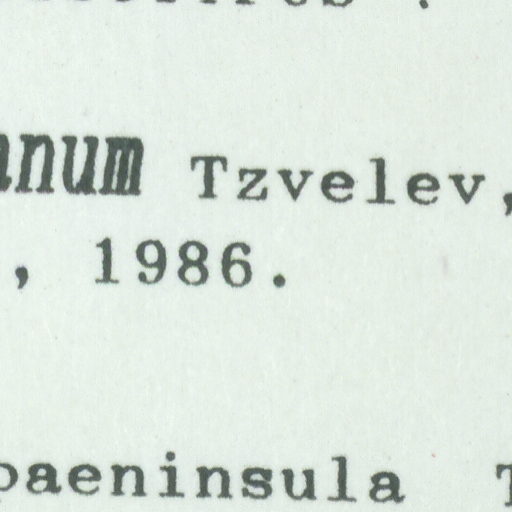 anum Tzvelev,
, 1986.
paeninsula T